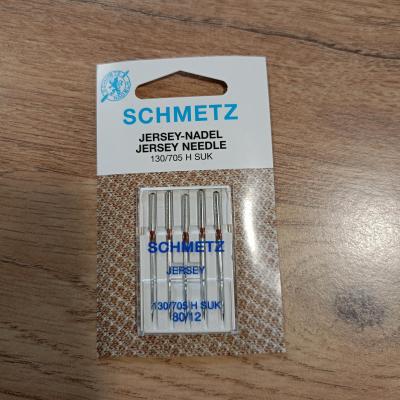 SCHMETZ
JERSEY-NADEL
JERSEY NEEDLE
130/705 H SUK
SCHMETZ
JERSEY
130/705 H SUK
80/12